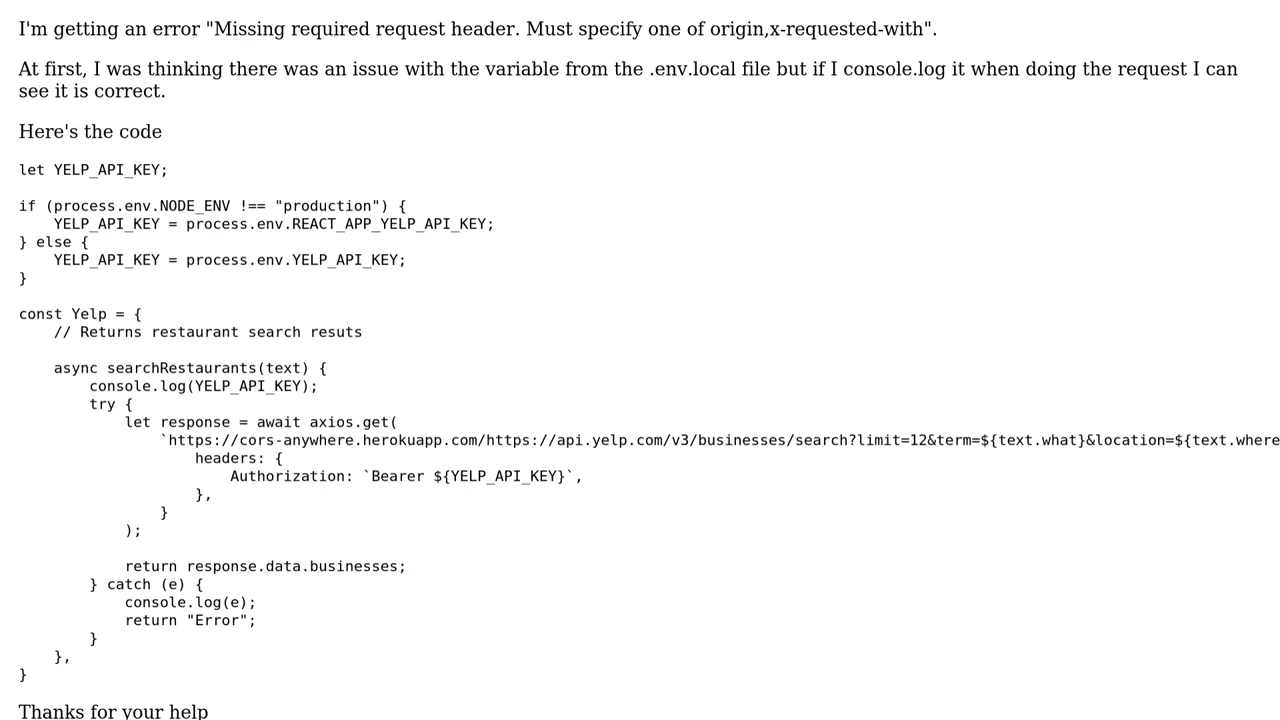 I'm getting an error "Missing required request header. Must specify one of origin,x-requested-with".
At first, I was thinking there was an issue with the variable from the .env.local file but if I console.log it when doing the request I can
see it is correct.
Here's the code
let YELP_API_KEY;
if (process.env.NODE_ENV !== "production") {
    YELP_API_KEY = process.env.REACT_APP_YELP_API_KEY;
} else {
    YELP_API_KEY = process.env.YELP_API_KEY;
}
const Yelp = {
    // Returns restaurant search resuts
    async searchRestaurants(text) {
        console.log(YELP_API_KEY);
        try {
            let response = await axios.get(
                `https://cors-anywhere.herokuapp.com/https://api.yelp.com/v3/businesses/search?limit=12&term=${text.what}&location=${text.where
                    headers: {
                        Authorization: `Bearer ${YELP_API_KEY}`,
                    },
                }
            );
            return response.data.businesses;
        } catch (e) {
            console.log(e);
            return "Error";
        }
    },
}
Thanks for your help